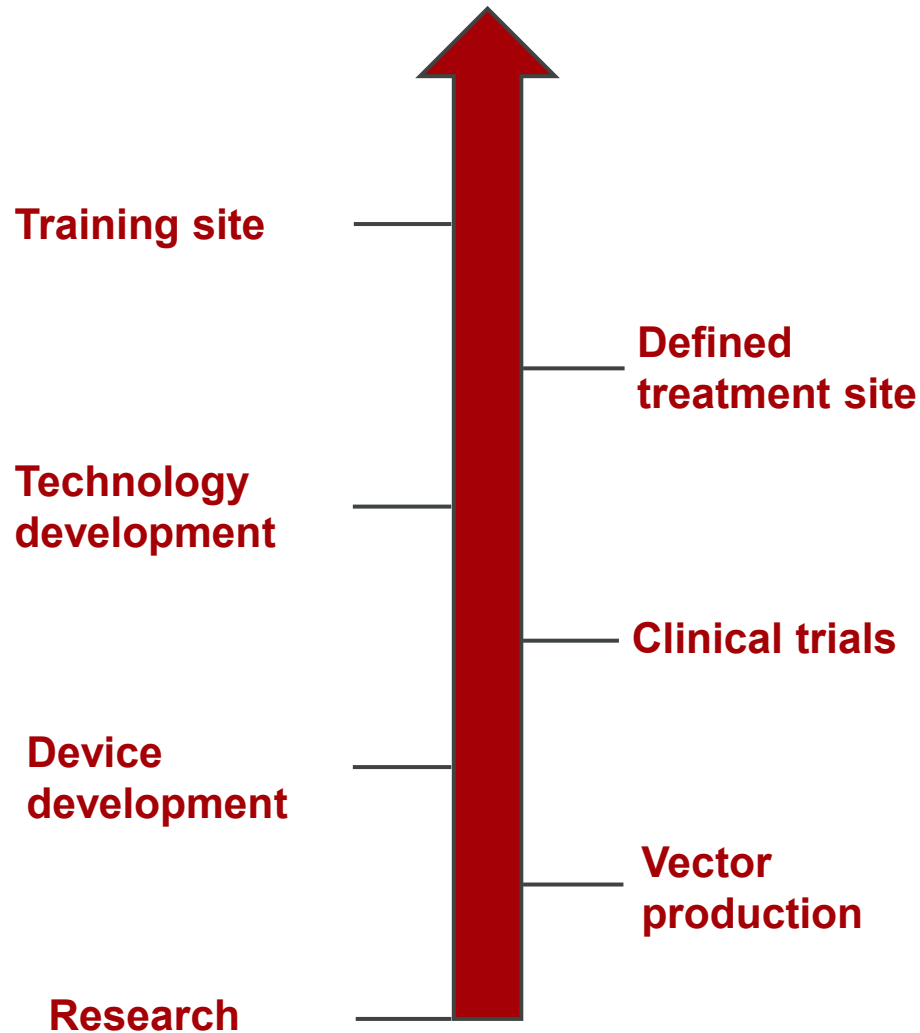 Training site
Defined
treatment site
Technology
development
Clinical trials
Device
development
Vector
production
Research